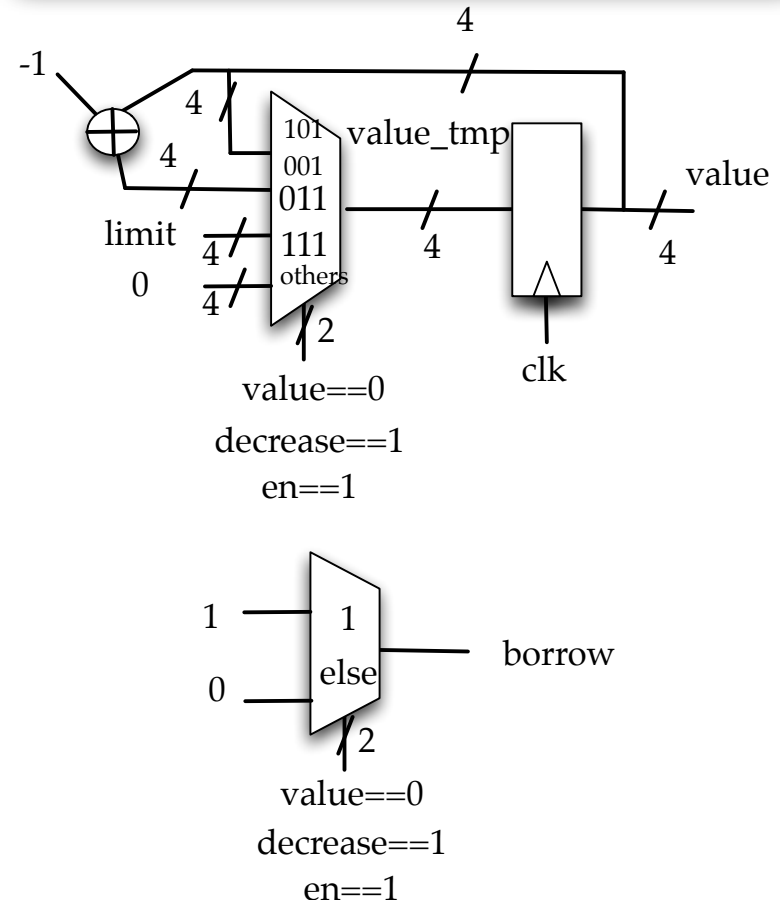 4
-1
4
101
value_tmp
4
001
value
011
limit
4
111
4
4
0
others
4
2
clk
value==0
decrease==1
en==1
1
1
borrow
else
0
2
value==0
decrease==1
en==1